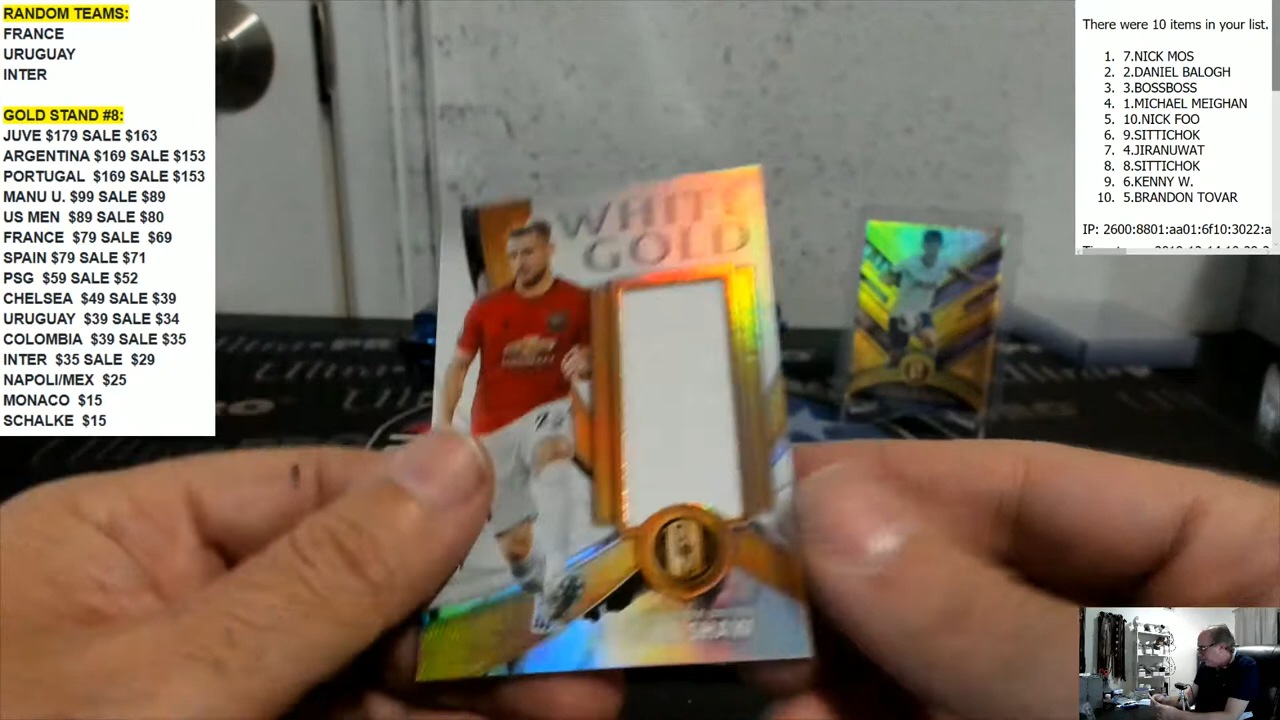 RANDOM TEAMS:
FRANCE
URUGUAY
INTER
GOLD STAND #8:
JUVE $179 SALE $163
ARGENTINA $169 SALE $153
PORTUGAL $169 SALE $153
MANU U. $99 SALE $89
US MEN $89 SALE $80
FRANCE $79 SALE $69
SPAIN $79 SALE $71
PSG $59 SALE $52
CHELSEA $49 SALE $39
URUGUAY $39 SALE $34
COLOMBIA $39 SALE $35
INTER $35 SALE $29
NAPOLI/MEX $25
MONACO $15
SCHALKE $15
WHITE
GOLD
CHEVROLET
SHAW
There were 10 items in your list.
1. 7.NICK MOS
2. 2.DANIEL BALOGH
3. 3.BOSSBOSS
4. 1.MICHAEL MEIGHAN
5. 10.NICK FOO
6. 9.SITTICHOK
7. 4.JIRANUWAT
8. 8.SITTICHOK
9. 6.KENNY W.
10. 5.BRANDON TOVAR
IP: 2600:8801:aa01:6f10:3022:a